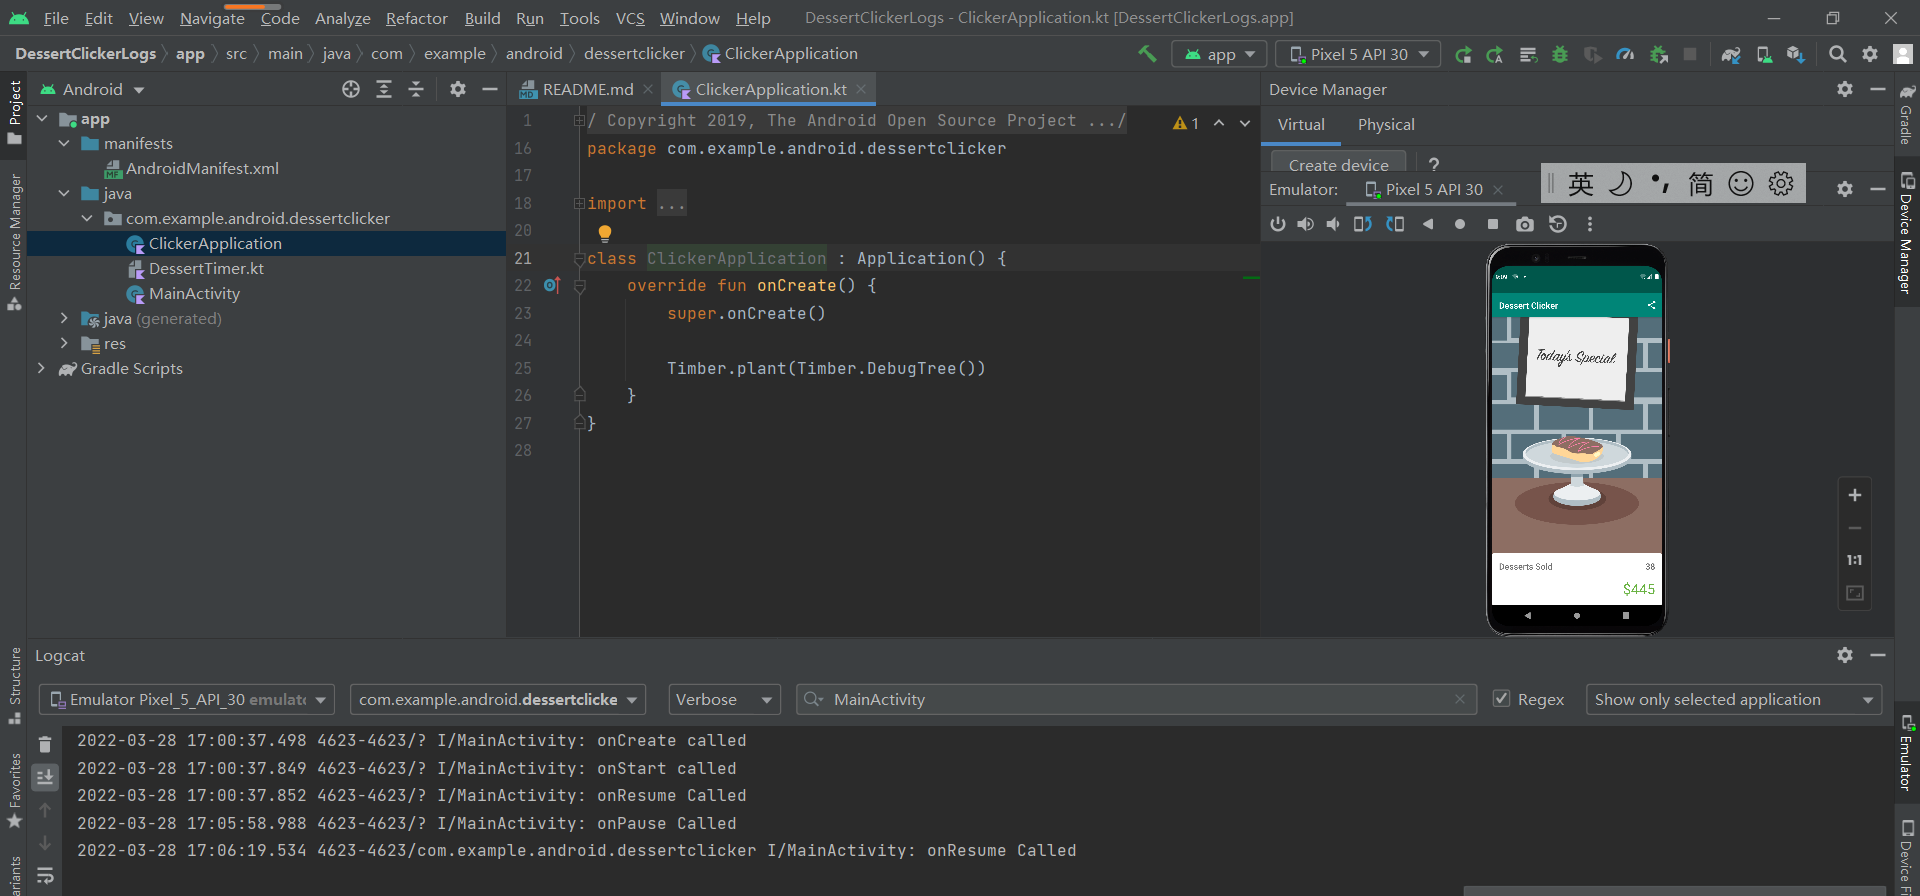 File Edit View Navigate Code Analyze Refactor Build Run Tools VCS Window Help DessertClickerLogs - ClickerApplication.kt [DessertClickerLogs.app]
DessertClickerLogs app src main java com example android dessertclicker ClickerApplication app Pixel 5 API 30
Project
Resource Manager
Structure
Favorites
Android
app
manifests
AndroidManifest.xml
java
com.example.android.dessertclicker
ClickerApplication
DessertTimer.kt
MainActivity
java (generated)
res
Gradle Scripts
README.md ClickerApplication.kt
1 / Copyright 2019, The Android Open Source Project .../ 1
16 package com.example.android.dessertclicker
17
18 import ...
20
21 class ClickerApplication : Application() {
22 override fun onCreate() {
23 super.onCreate()
24
25 Timber.plant(Timber.DebugTree())
26 }
27 }
28
Device Manager
Virtual Physical
Create device ?
Emulator: Pixel 5 API 30
英 简
Dessert Clicker
Today's Special
Desserts Sold 38
$445
1:1
Gradle
Device Manager
Emulator
Logcat
Emulator Pixel_5_API_30 com.example.android.dessertclicke Verbose MainActivity Regex Show only selected application
2022-03-28 17:00:37.498 4623-4623/? I/MainActivity: onCreate called
2022-03-28 17:00:37.849 4623-4623/? I/MainActivity: onStart called
2022-03-28 17:00:37.852 4623-4623/? I/MainActivity: onResume Called
2022-03-28 17:05:58.988 4623-4623/? I/MainActivity: onPause Called
2022-03-28 17:06:19.534 4623-4623/com.example.android.dessertclicker I/MainActivity: onResume Called